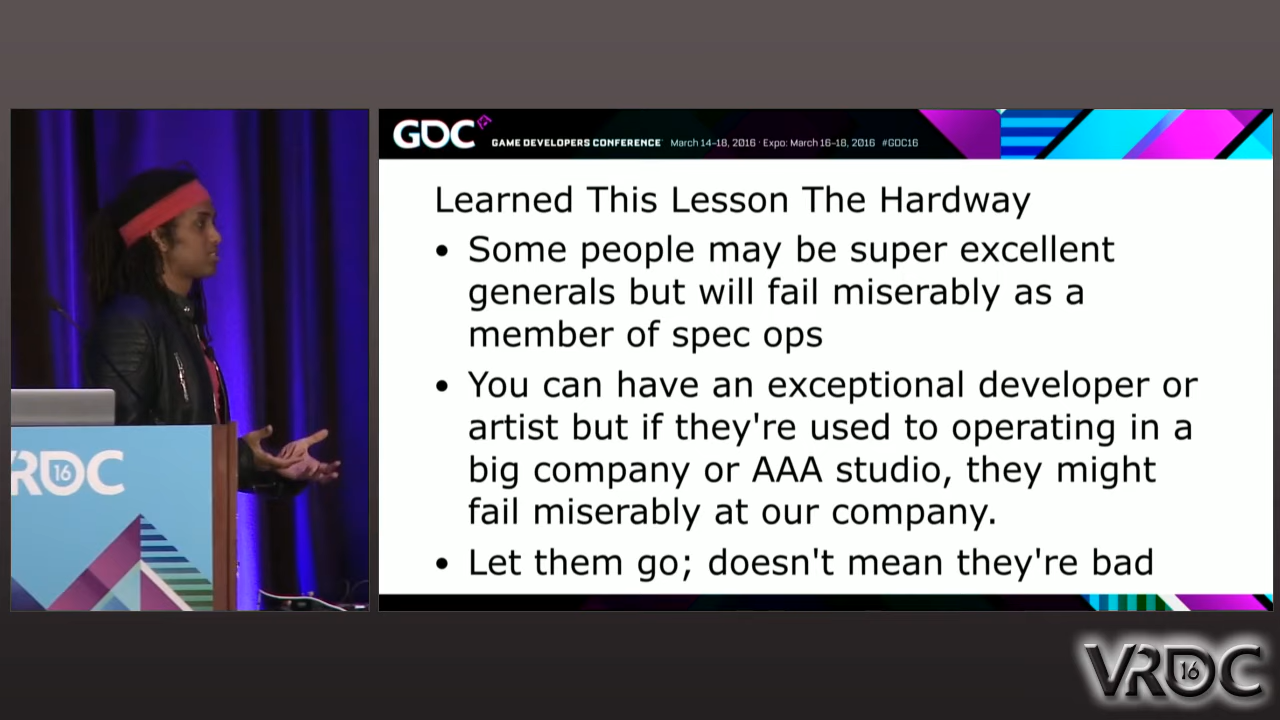 GDC
GAME DEVELOPERS CONFERENCE March 14-18, 2016 · Expo: March 16-18, 2016 #GDC16
Learned This Lesson The Hardway
• Some people may be super excellent
generals but will fail miserably as a
member of spec ops
• You can have an exceptional developer or
artist but if they're used to operating in a
big company or AAA studio, they might
fail miserably at our company.
• Let them go; doesn't mean they're bad
VRDC
16
VRDC
16